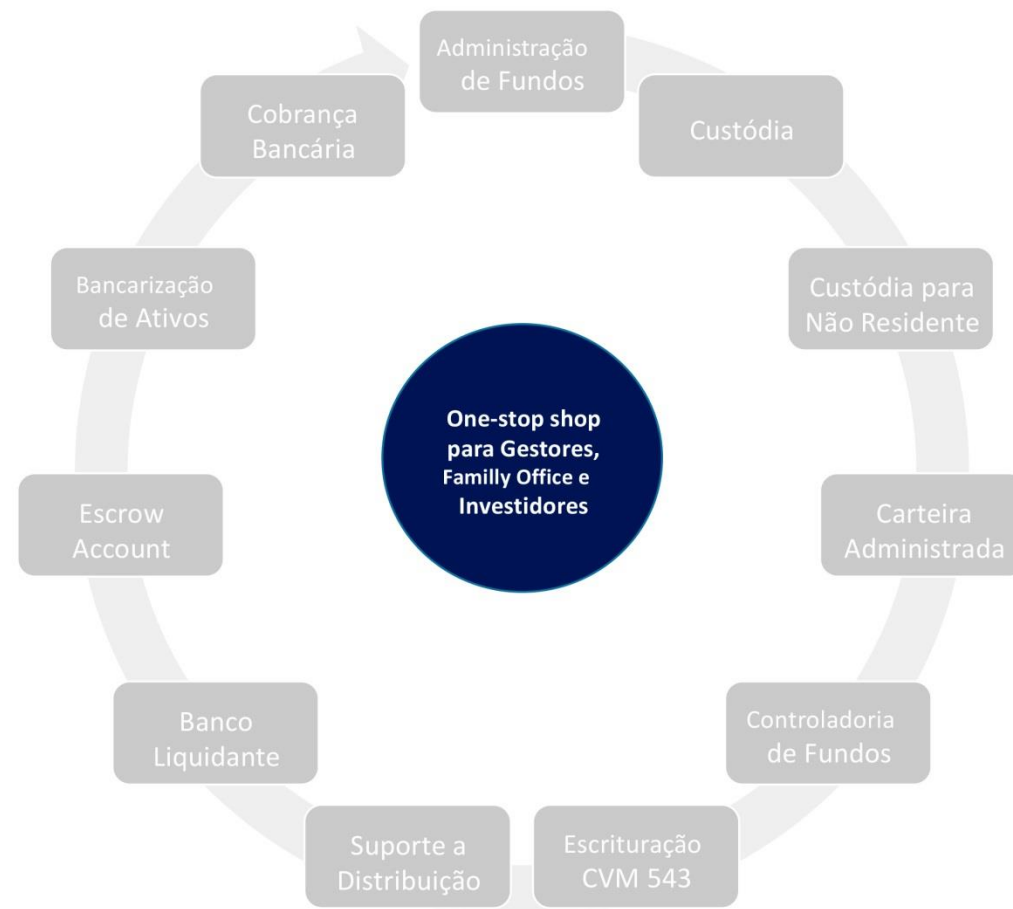 Administração
de Fundos
Custódia
Custódia para
Não Residente
Carteira
Administrada
Controladoria
de Fundos
Escrituração
CVM 543
Suporte a
Distribuição
Banco
Liquidante
Escrow
Account
Bancarização
de Ativos
Cobrança
Bancária
One-stop shop
para Gestores,
Familly Office e
Investidores